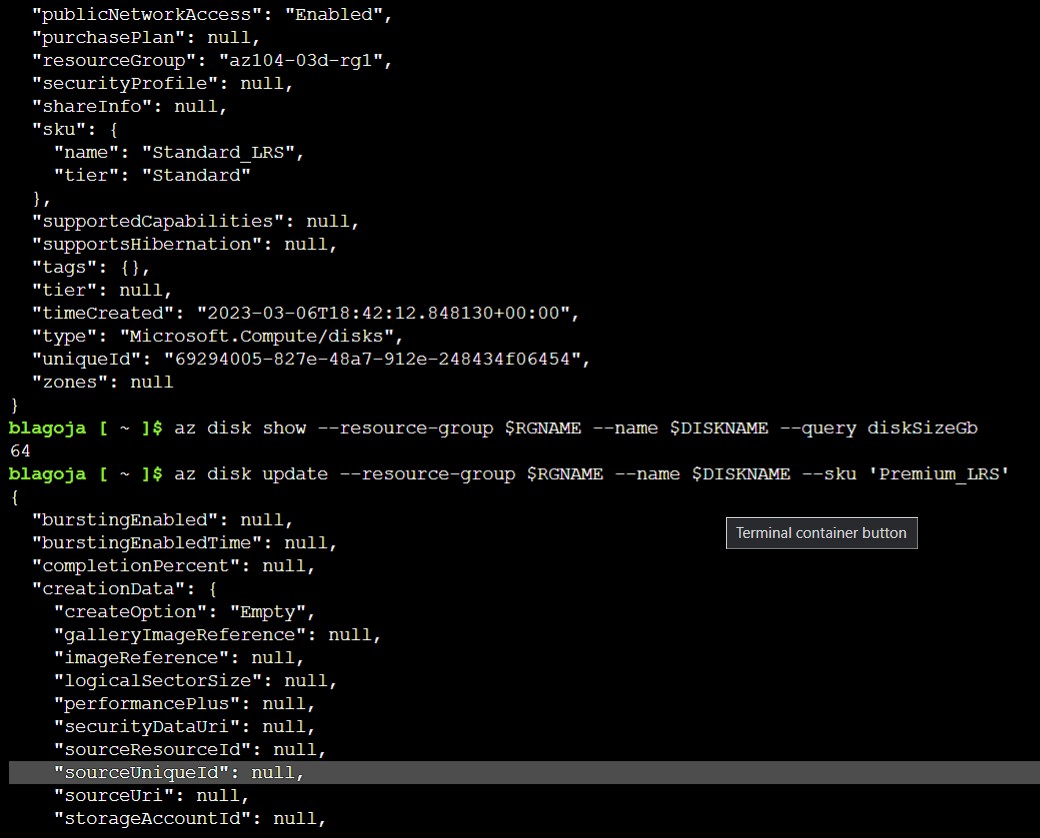 "publicNetworkAccess": "Enabled",
"purchasePlan": null,
"resourceGroup": "az104-03d-rg1",
"securityProfile": null,
"shareInfo": null,
"sku": {
"name": "Standard_LRS",
"tier": "Standard"
},
"supportedCapabilities": null,
"supportsHibernation": null,
"tags": {},
"tier": null,
"timeCreated": "2023-03-06T18:42:12.848130+00:00",
"type": "Microsoft.Compute/disks",
"uniqueId": "69294005-827e-48a7-912e-248434f06454",
"zones": null
}
blagoja [ ~ ]$ az disk show --resource-group $RGNAME --name $DISKNAME --query diskSizeGb
64
blagoja [ ~ ]$ az disk update --resource-group $RGNAME --name $DISKNAME --sku 'Premium_LRS'
{
"burstingEnabled": null,
Terminal container button
"burstingEnabledTime": null,
"completionPercent": null,
"creationData": {
"createOption": "Empty",
"galleryImageReference": null,
"imageReference": null,
"logicalSectorSize": null,
"performancePlus": null,
"securityDataUri": null,
"sourceResourceId": null,
"sourceUniqueId": null,
"sourceUri": null,
"storageAccountId": null,